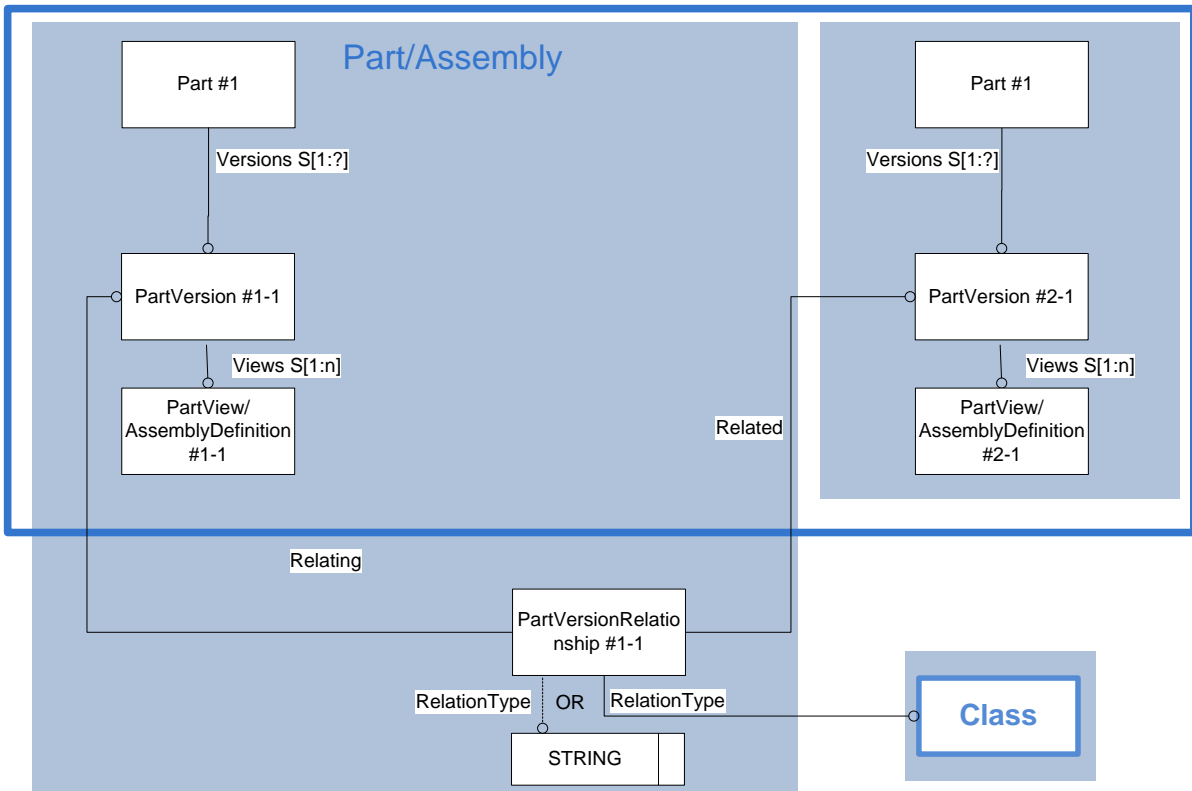 Part/Assembly
Part #1
Part #1
Versions S[1:?]
Versions S[1:?]
PartVersion #1-1
PartVersion #2-1
Views S[1:n]
Views S[1:n]
PartView/
AssemblyDefinition
#1-1
PartView/
AssemblyDefinition
#2-1
Related
Relating
PartVersionRelatio
nship #1-1
RelationType
OR
RelationType
Class
STRING